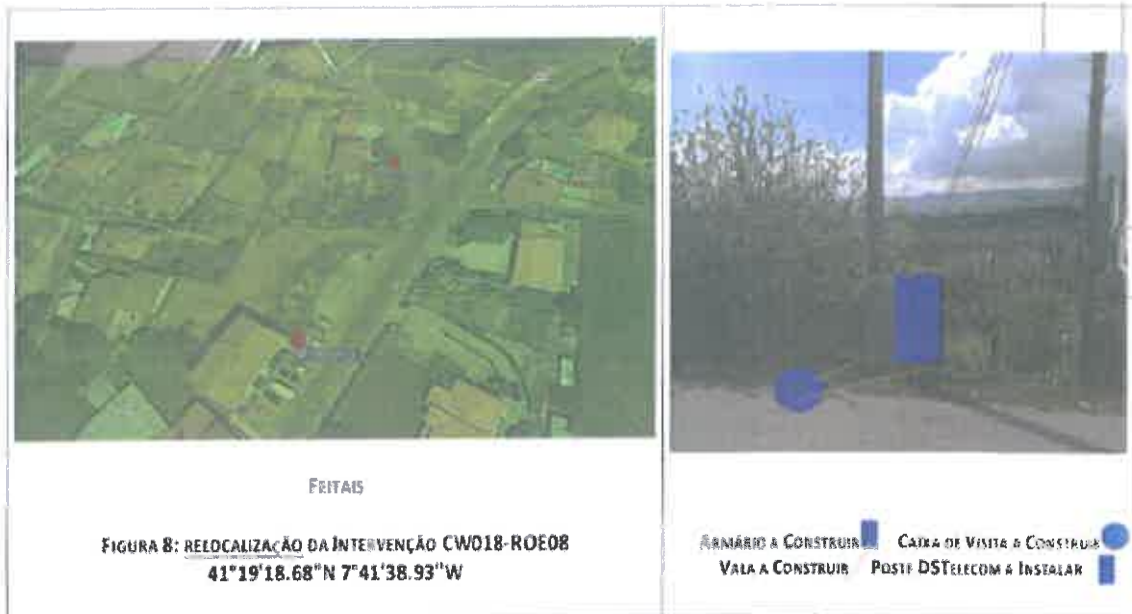 FEITAIS
FIGURA 8: RELOCALIZAÇÃO DA INTERVENÇÃO CW018-ROE08
41°19'18.68"N 7°41'38.93"W
ARMÁRIO A CONSTRUIR CAIXA DE VISITA A CONSTRUIR
VALA A CONSTRUIR POSTE DSTELECOM A INSTALAR